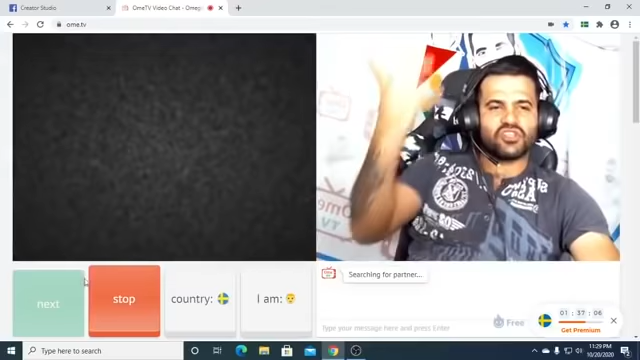 Creator Studio
OmeTV Video Chat - Omegl
ome.tv
Searching for partner...
next
stop
country:
I am:
Type your message here and press Enter
Free
01 : 37 : 06
Get Premium
Type here to search
11:29 PM
10/20/2020